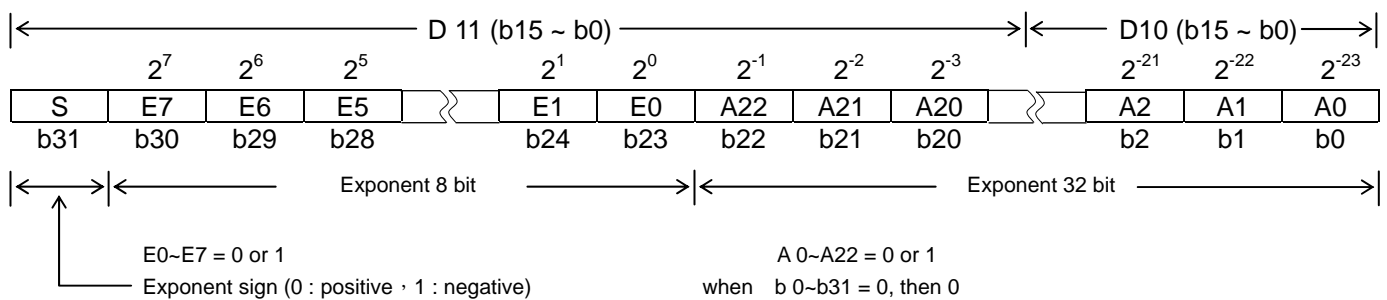 D 11 (b15 ~ b0) D10 (b15 ~ b0)
2^7 2^6 2^5 2^1 2^0 2^-1 2^-2 2^-3 2^-21 2^-22 2^-23
S E7 E6 E5 E1 E0 A22 A21 A20 A2 A1 A0
b31 b30 b29 b28 b24 b23 b22 b21 b20 b2 b1 b0
Exponent 8 bit Exponent 32 bit
E0~E7 = 0 or 1 A 0~A22 = 0 or 1
Exponent sign (0 : positive，1 : negative) when b 0~b31 = 0, then 0